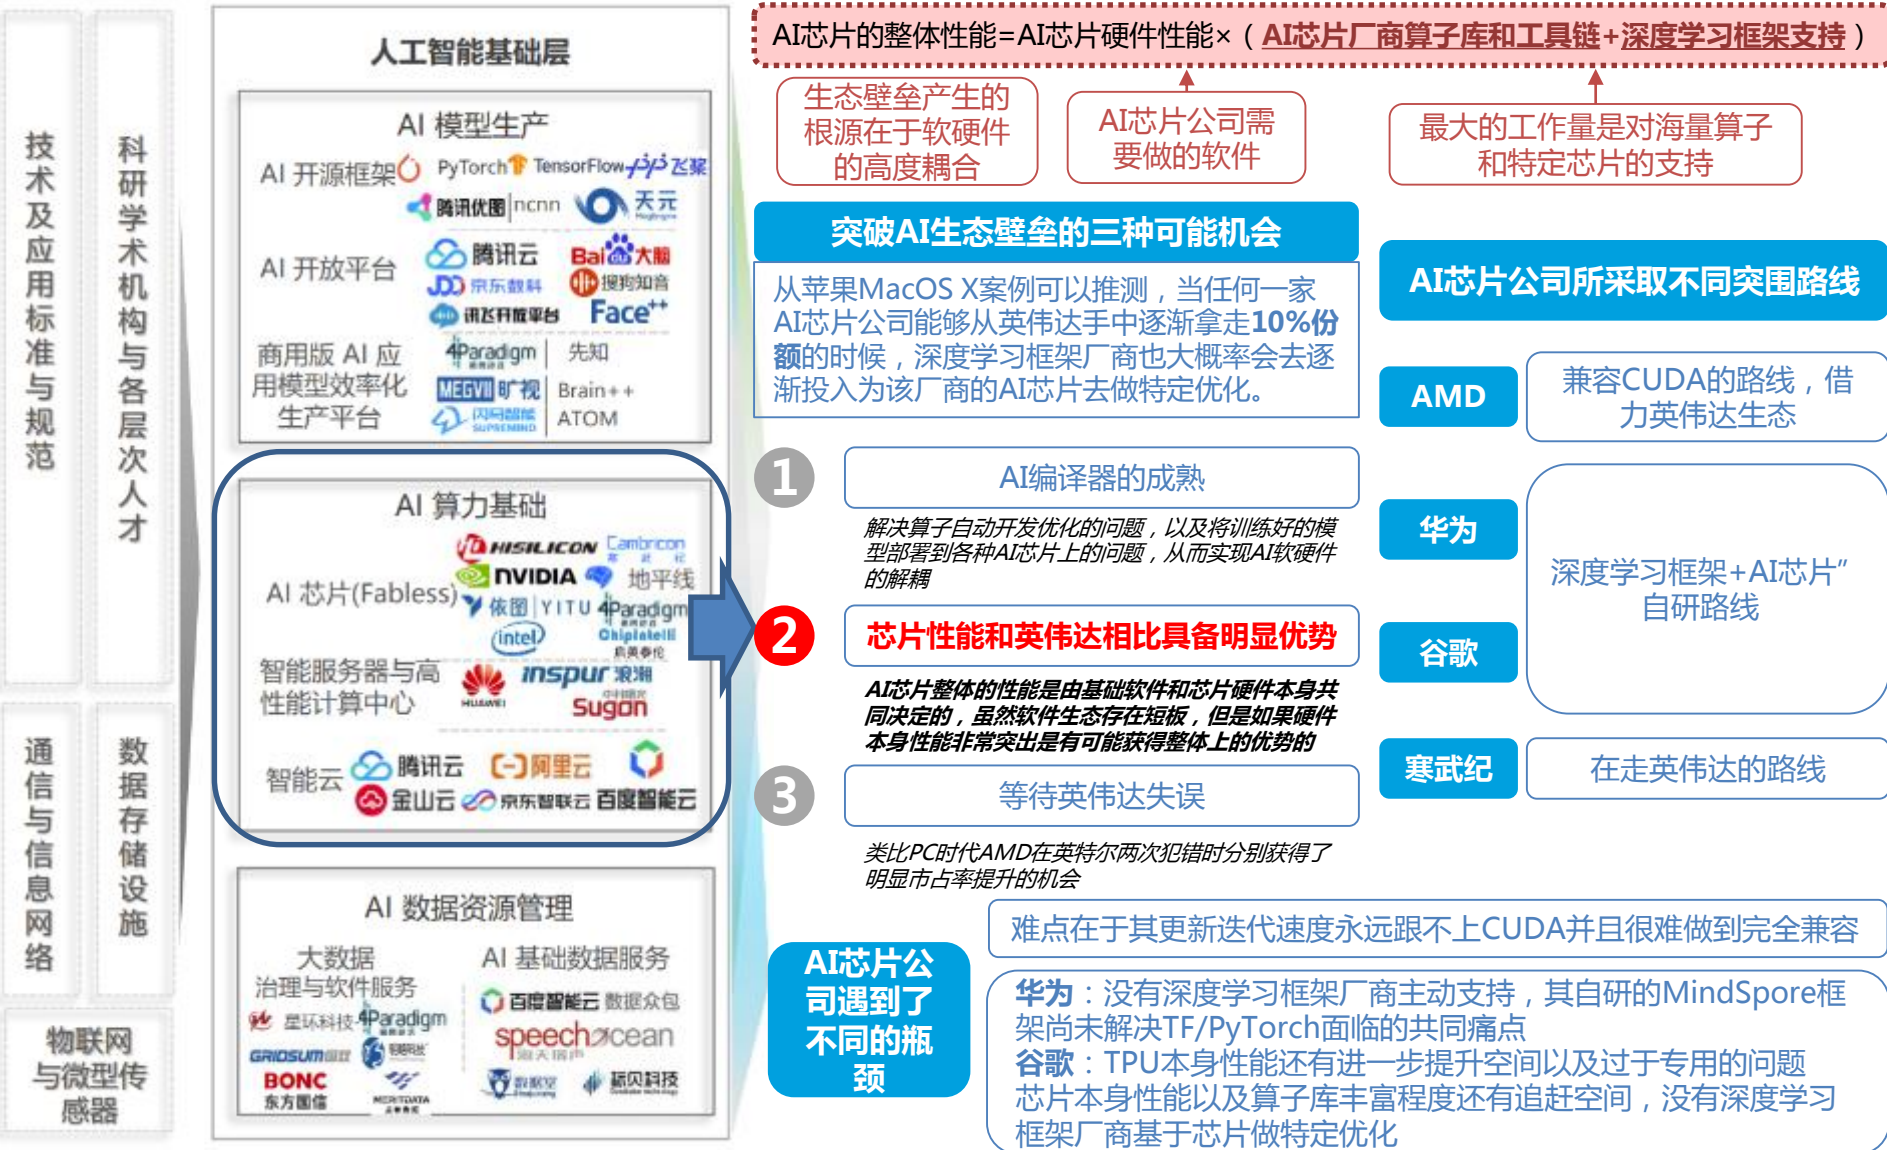 技术及应用标准与规范
科研学术机构与各层次人才
通信与信息网络
数据存储设施
物联网
与微型传
感器
人工智能基础层
AI 模型生产
AI 开源框架 PyTorch TensorFlow 飞桨
腾讯优图 ncnn 天元
AI 开放平台
腾讯云 Bai du 大脑
京东数科 搜狗知音
讯飞开放平台 Face++
商用版 AI 应
用模型效率化
生产平台
4Paradigm 先知
MEGVII 旷视 Brain++
闪马智能 ATOM
SUPREMIND
AI 算力基础
AI 芯片(Fabless)
HISILICON Cambricon
NVIDIA 地平线
依图 YITU 4Paradigm
intel Chipintelli
智能服务器与高
性能计算中心
HUAWEI inspur 浪潮
Sugon
智能云
腾讯云 阿里云
金山云 京东智联云 百度智能云
AI 数据资源管理
大数据
治理与软件服务
星环科技 4Paradigm
GRIDSUM
BONC
东方国信
MERITDATA
AI 基础数据服务
百度智能云 数据众包
speechocean
海天瑞声
数据堂 标贝科技
AI芯片的整体性能=AI芯片硬件性能×（AI芯片厂商算子库和工具链+深度学习框架支持）
生态壁垒产生的
根源在于软硬件
的高度耦合
AI芯片公司需
要做的软件
最大的工作量是对海量算子
和特定芯片的支持
突破AI生态壁垒的三种可能机会
从苹果MacOS X案例可以推测，当任何一家
AI芯片公司能够从英伟达手中逐渐拿走10%份
额的时候，深度学习框架厂商也大概率会去逐
渐投入为该厂商的AI芯片去做特定优化。
1
AI编译器的成熟
解决算子自动开发优化的问题，以及将训练好的模
型部署到各种AI芯片上的问题，从而实现AI软硬件
的解耦
2
芯片性能和英伟达相比具备明显优势
AI芯片整体的性能是由基础软件和芯片硬件本身共
同决定的，虽然软件生态存在短板，但是如果硬件
本身性能非常突出是有可能获得整体上的优势的
3
等待英伟达失误
类比PC时代AMD在英特尔两次犯错时分别获得了
明显市占率提升的机会
AI芯片公司所采取不同突围路线
AMD
兼容CUDA的路线，借
力英伟达生态
华为
谷歌
深度学习框架+AI芯片”
自研路线
寒武纪
在走英伟达的路线
AI芯片公
司遇到了
不同的瓶
颈
难点在于其更新迭代速度永远跟不上CUDA并且很难做到完全兼容
华为：没有深度学习框架厂商主动支持，其自研的MindSpore框
架尚未解决TF/PyTorch面临的共同痛点
谷歌：TPU本身性能还有进一步提升空间以及过于专用的问题
芯片本身性能以及算子库丰富程度还有追赶空间，没有深度学习
框架厂商基于芯片做特定优化